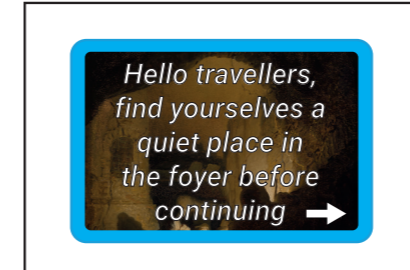 Hello travellers,
find yourselves a
quiet place in
the foyer before
continuing